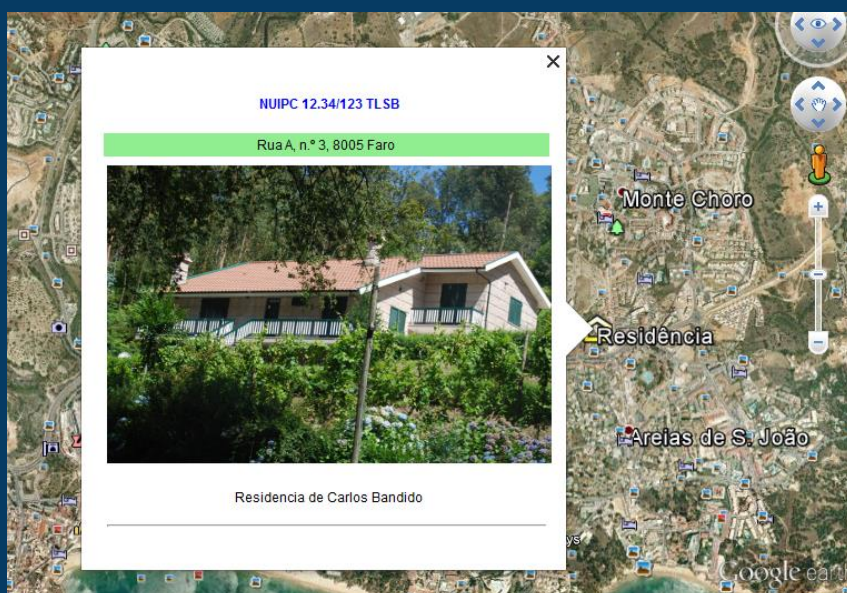 NUIPC 12.34/123 TLSB
Rua A, n.º 3, 8005 Faro
Residencia de Carlos Bandido
Monte Choro
Residência
Areias de S. João
ys
Google earth